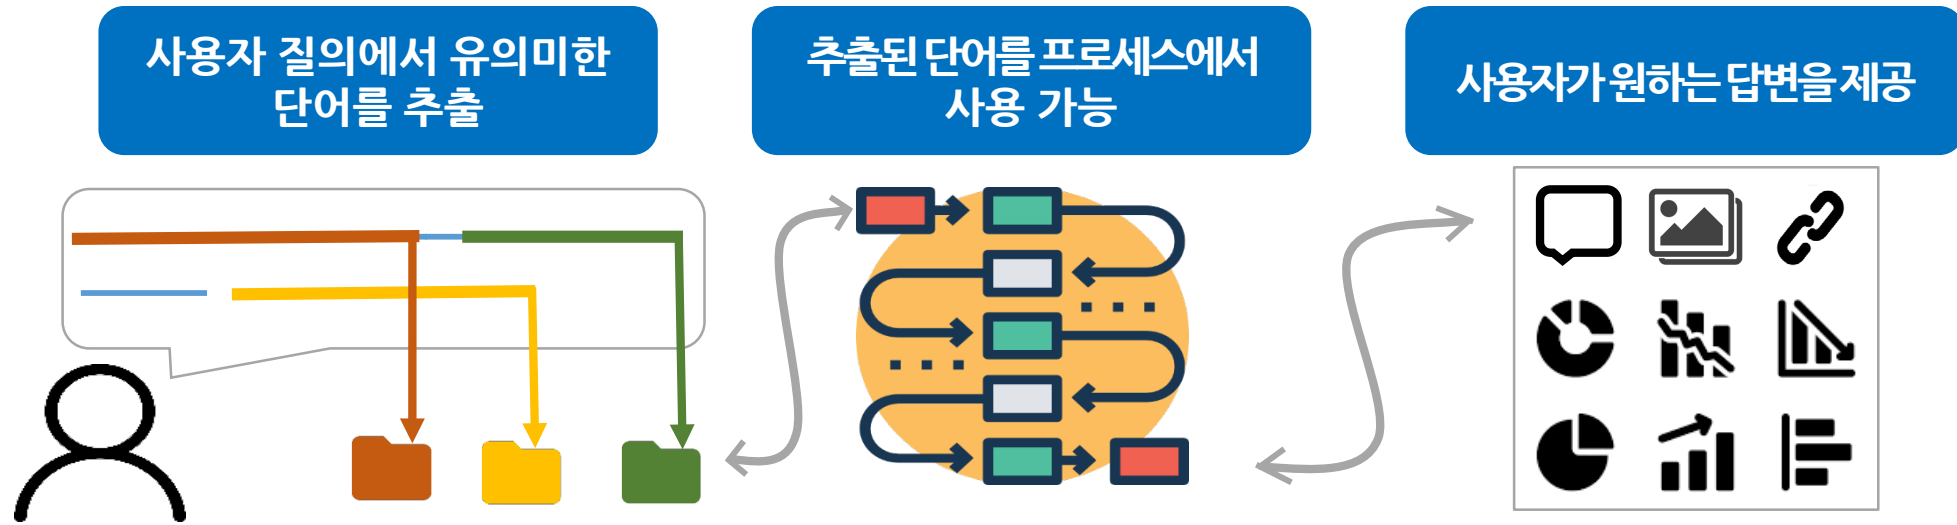 사용자 질의에서 유의미한
단어를 추출
추출된 단어를 프로세스에서
사용 가능
사용자가 원하는 답변을 제공